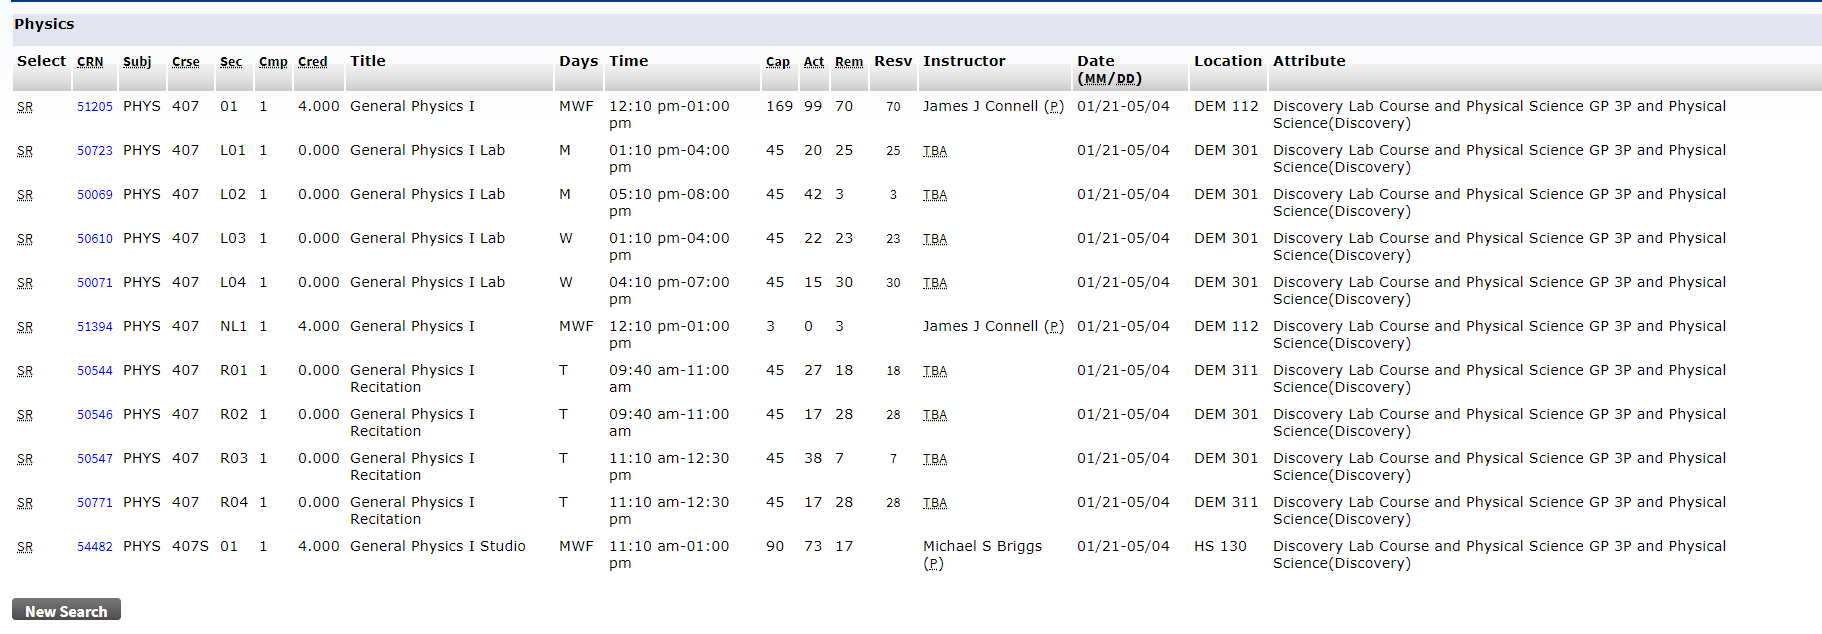 Physics
Select CRN Subj Crse Sec Cmp Cred Title Days Time Cap Act Rem Resv Instructor Date (MM/DD) Location Attribute
SR 51205 PHYS 407 01 1 4.000 General Physics I MWF 12:10 pm-01:00 169 99 70 70 James J Connell (P) 01/21-05/04 DEM 112 Discovery Lab Course and Physical Science GP 3P and Physical
pm Science(Discovery)
SR 50723 PHYS 407 L01 1 0.000 General Physics I Lab M 01:10 pm-04:00 45 20 25 25 TBA 01/21-05/04 DEM 301 Discovery Lab Course and Physical Science GP 3P and Physical
pm Science(Discovery)
SR 50069 PHYS 407 L02 1 0.000 General Physics I Lab M 05:10 pm-08:00 45 42 3 3 TBA 01/21-05/04 DEM 301 Discovery Lab Course and Physical Science GP 3P and Physical
pm Science(Discovery)
SR 50610 PHYS 407 L03 1 0.000 General Physics I Lab W 01:10 pm-04:00 45 22 23 23 TBA 01/21-05/04 DEM 301 Discovery Lab Course and Physical Science GP 3P and Physical
pm Science(Discovery)
SR 50071 PHYS 407 L04 1 0.000 General Physics I Lab W 04:10 pm-07:00 45 15 30 30 TBA 01/21-05/04 DEM 301 Discovery Lab Course and Physical Science GP 3P and Physical
pm Science(Discovery)
SR 51394 PHYS 407 NL1 1 4.000 General Physics I MWF 12:10 pm-01:00 3 0 3 James J Connell (P) 01/21-05/04 DEM 112 Discovery Lab Course and Physical Science GP 3P and Physical
pm Science(Discovery)
SR 50544 PHYS 407 R01 1 0.000 General Physics I T 09:40 am-11:00 45 27 18 18 TBA 01/21-05/04 DEM 311 Discovery Lab Course and Physical Science GP 3P and Physical
Recitation am Science(Discovery)
SR 50546 PHYS 407 R02 1 0.000 General Physics I T 09:40 am-11:00 45 17 28 28 TBA 01/21-05/04 DEM 301 Discovery Lab Course and Physical Science GP 3P and Physical
Recitation am Science(Discovery)
SR 50547 PHYS 407 R03 1 0.000 General Physics I T 11:10 am-12:30 45 38 7 7 TBA 01/21-05/04 DEM 301 Discovery Lab Course and Physical Science GP 3P and Physical
Recitation pm Science(Discovery)
SR 50771 PHYS 407 R04 1 0.000 General Physics I T 11:10 am-12:30 45 17 28 28 TBA 01/21-05/04 DEM 311 Discovery Lab Course and Physical Science GP 3P and Physical
Recitation pm Science(Discovery)
SR 54482 PHYS 407S 01 1 4.000 General Physics I Studio MWF 11:10 am-01:00 90 73 17 Michael S Briggs 01/21-05/04 HS 130 Discovery Lab Course and Physical Science GP 3P and Physical
pm (P) Science(Discovery)
New Search